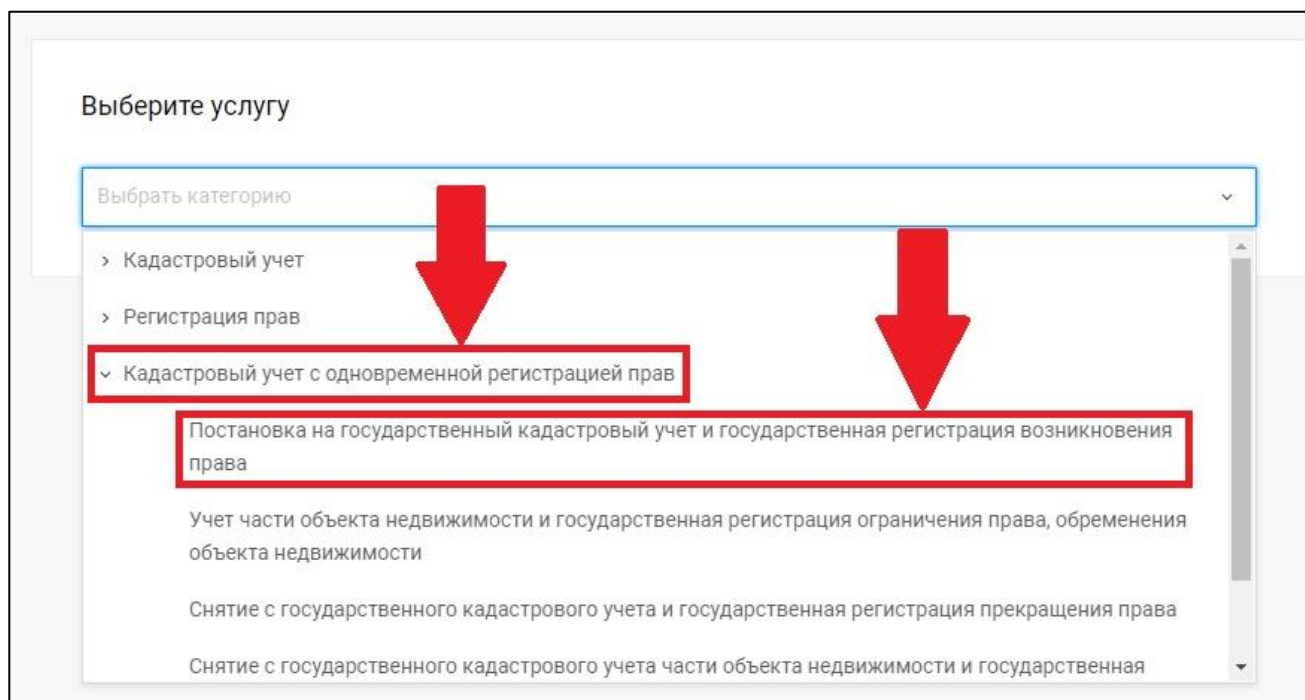 Выберите услугу
Выбрать категорию
Кадастровый учет
Регистрация прав
Кадастровый учет с одновременной регистрацией прав
Постановка на государственный кадастровый учет и государственная регистрация возникновения
права
Учет части объекта недвижимости и государственная регистрация ограничения права, обременения
объекта недвижимости
Снятие с государственного кадастрового учета и государственная регистрация прекращения права
Снятие с государственного кадастрового учета части объекта недвижимости и государственная